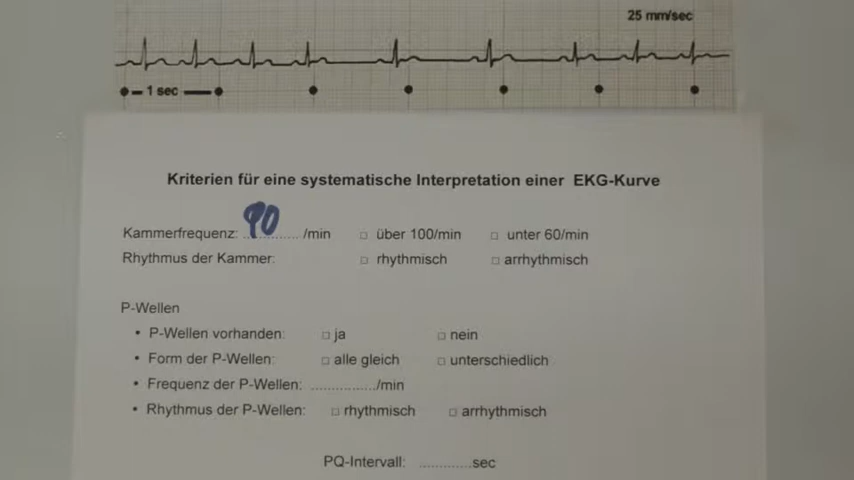 25 mm/sec
1 sec
Kriterien für eine systematische Interpretation einer EKG-Kurve
Kammerfrequenz: 90 /min □ über 100/min □ unter 60/min
Rhythmus der Kammer: □ rhythmisch □ arrhythmisch
P-Wellen
• P-Wellen vorhanden: □ ja □ nein
• Form der P-Wellen: □ alle gleich □ unterschiedlich
• Frequenz der P-Wellen: ................/min
• Rhythmus der P-Wellen: □ rhythmisch □ arrhythmisch
PQ-Intervall: ............sec